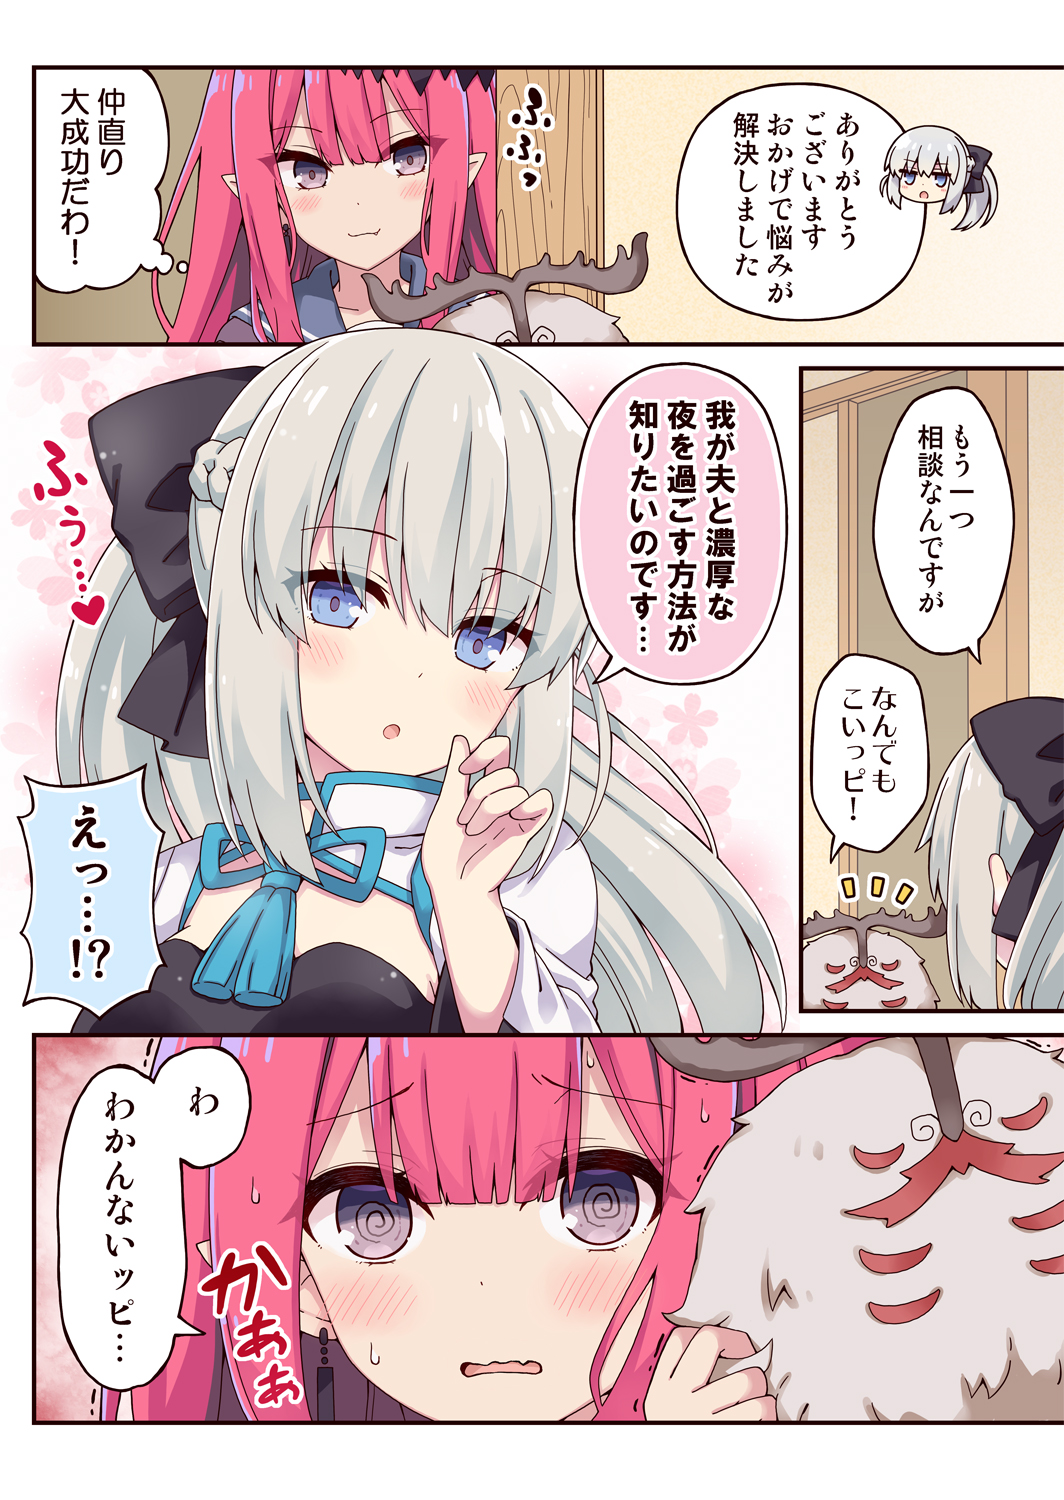 ありがとう
ございます
おかげで悩みが
解決しました
ふふっ
仲直り
大成功だわ！
もう一つ
相談なんですが
なんでも
こいっピ！
我が夫と濃厚な
夜を過ごす方法が
知りたいのです…
ふぅ…♥
えっ…!?
わ
わかんないッピ…
かぁぁ